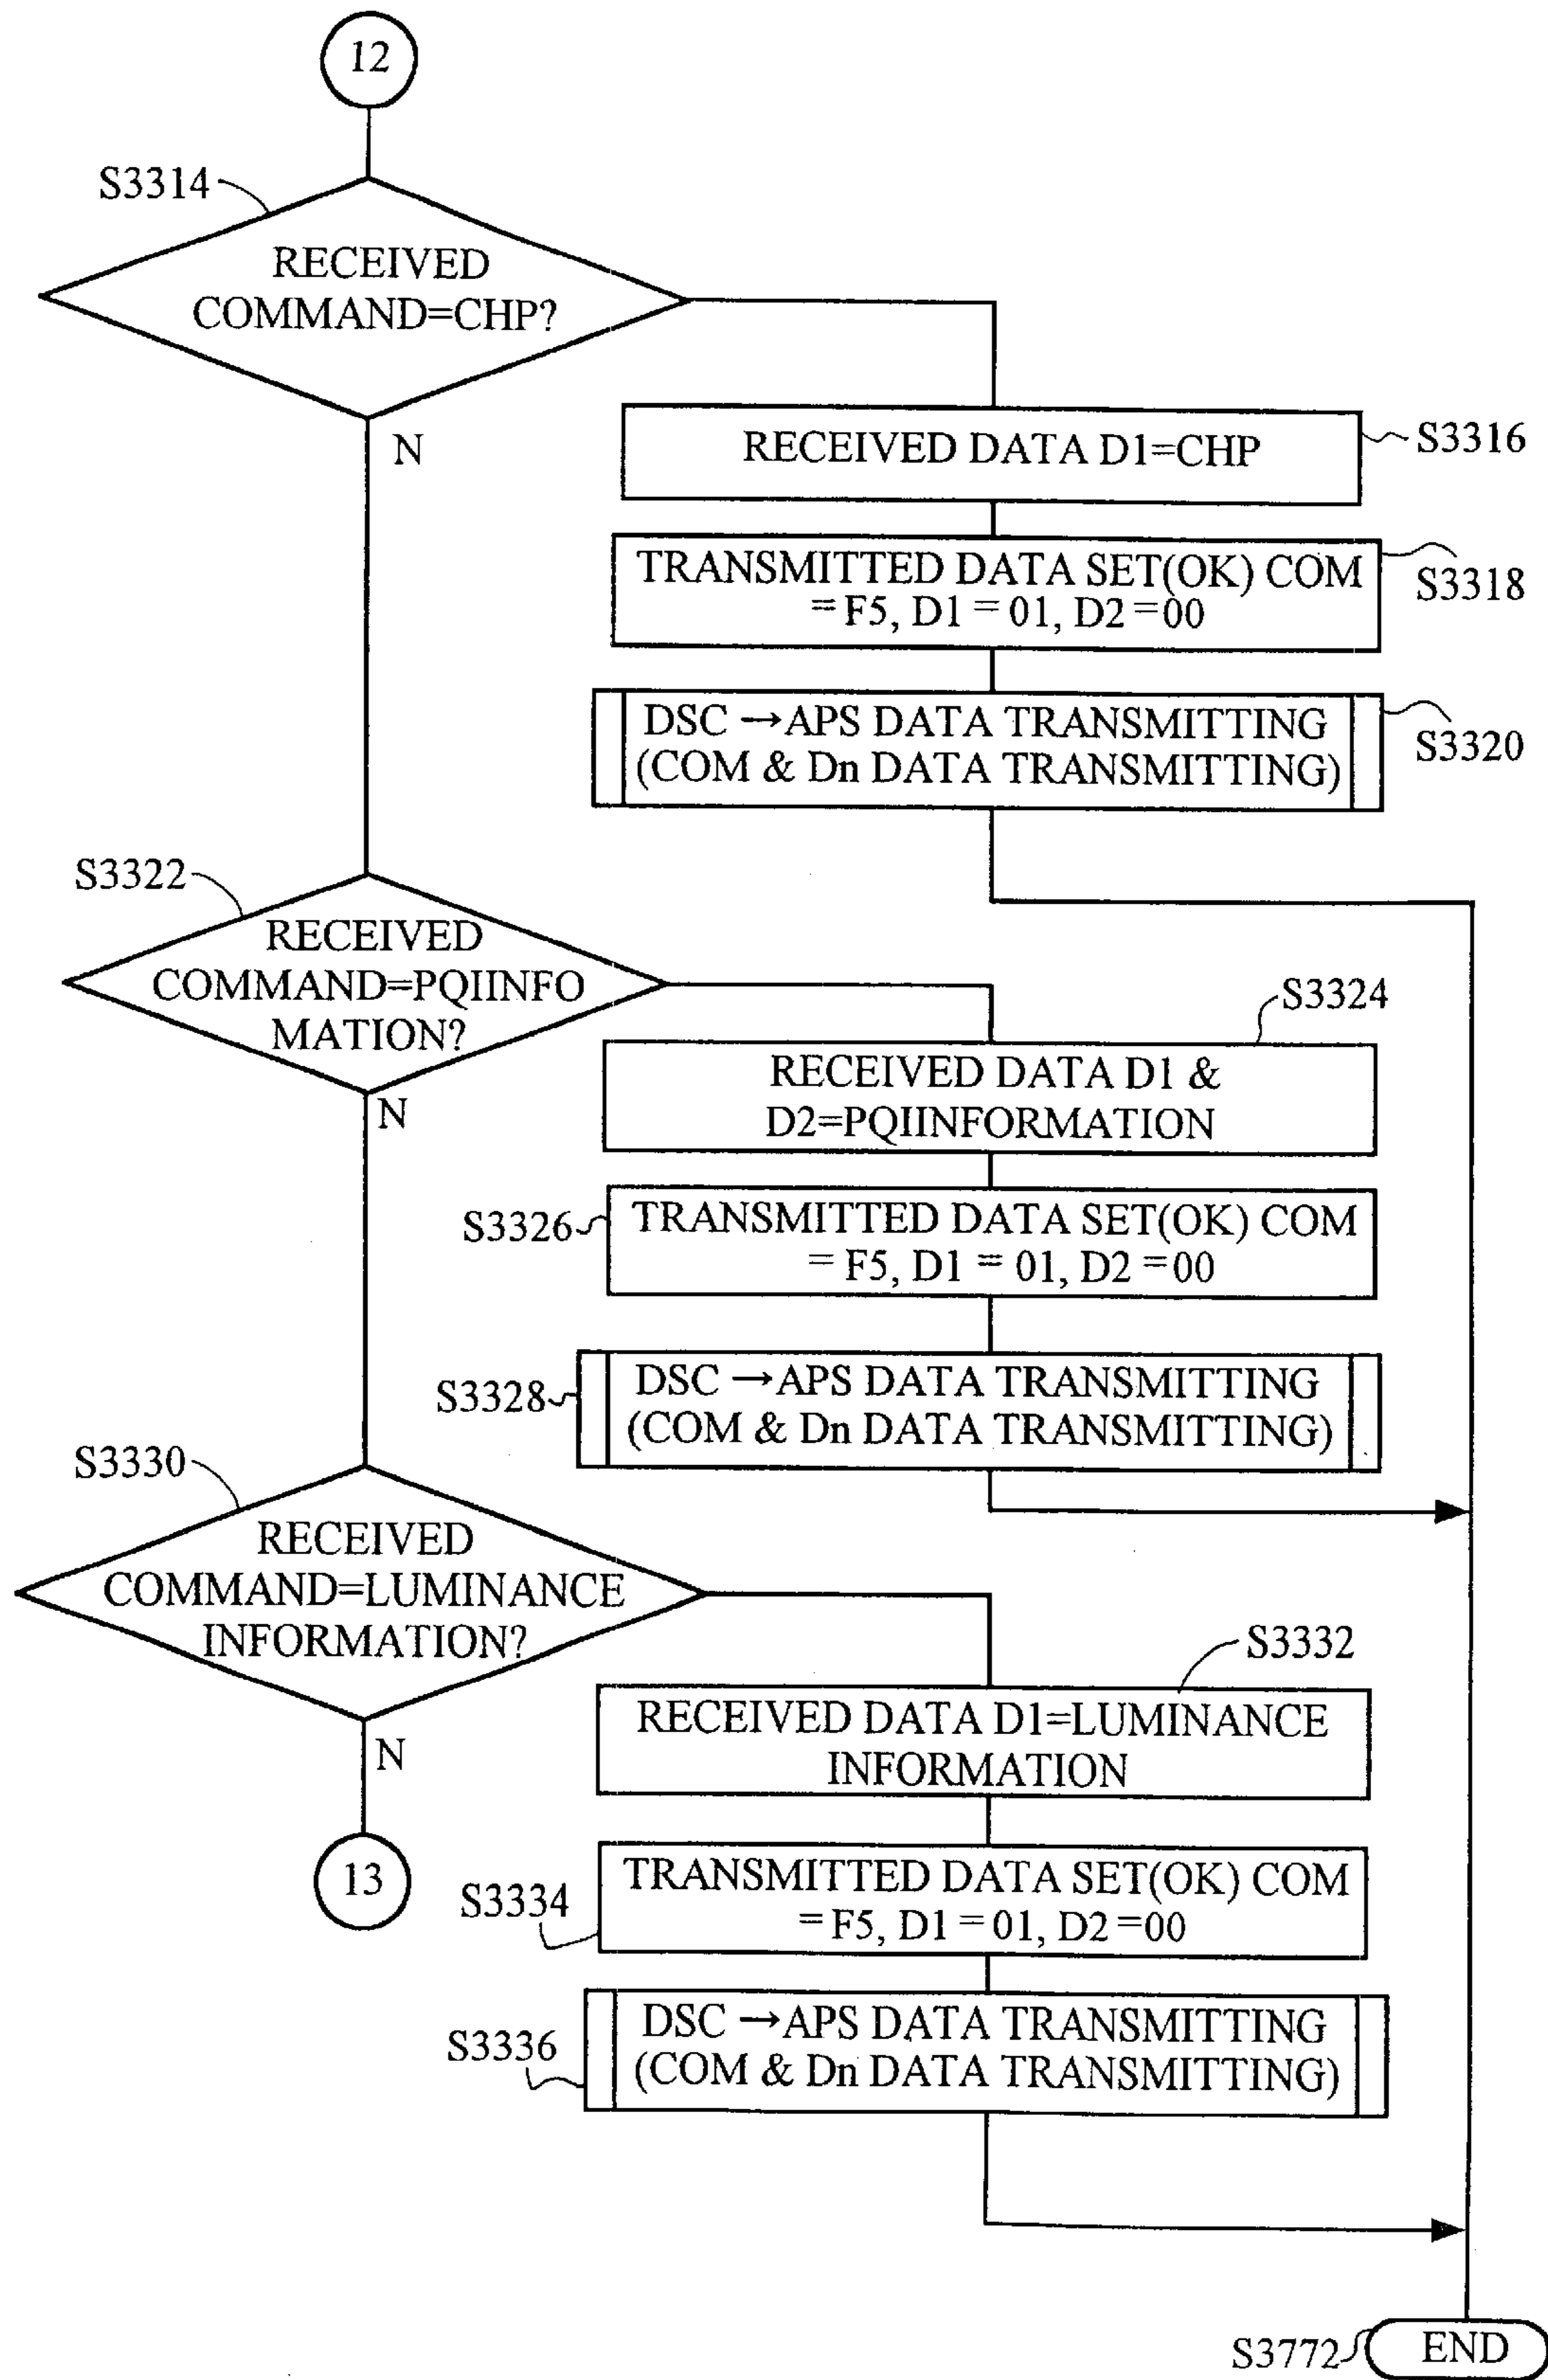 12
S3314
RECEIVED
COMMAND=CHP?
N
RECEIVED DATA D1=CHP
S3316
TRANSMITTED DATA SET(OK) COM
=F5, D1=01, D2=00
S3318
DSC→APS DATA TRANSMITTING
(COM & Dn DATA TRANSMITTING)
S3320
S3322
RECEIVED
COMMAND=PQIINFO
MATION?
N
S3324
RECEIVED DATA D1 &
D2=PQIINFORMATION
S3326
TRANSMITTED DATA SET(OK) COM
=F5, D1=01, D2=00
S3328
DSC→APS DATA TRANSMITTING
(COM & Dn DATA TRANSMITTING)
S3330
RECEIVED
COMMAND=LUMINANCE
INFORMATION?
N
13
S3332
RECEIVED DATA D1=LUMINANCE
INFORMATION
S3334
TRANSMITTED DATA SET(OK) COM
=F5, D1=01, D2=00
S3336
DSC→APS DATA TRANSMITTING
(COM & Dn DATA TRANSMITTING)
S3772
END